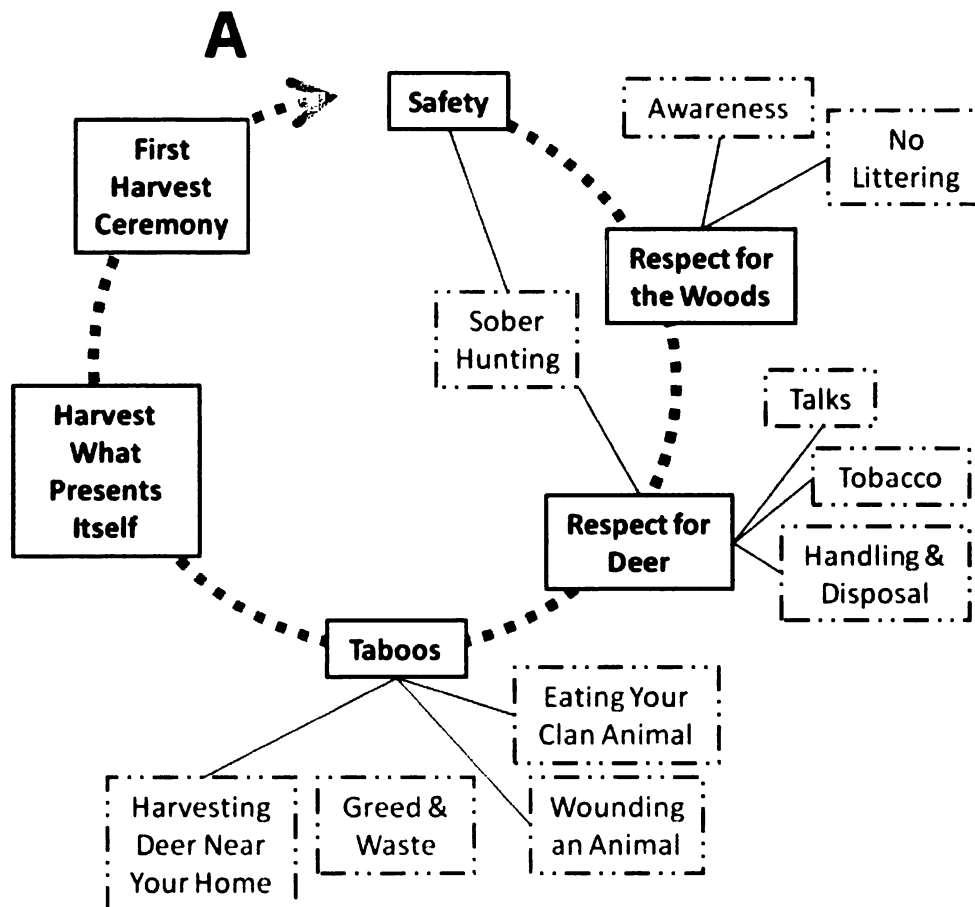 A
Safety
Awareness
No
Littering
First
Harvest
Ceremony
Respect for
the Woods
Sober
Hunting
Talks
Harvest
What
Presents
Itself
Tobacco
Respect for
Deer
Handling &
Disposal
Taboos
Eating Your
Clan Animal
Harvesting
Deer Near
Your Home
Greed &
Waste
Wounding
an Animal